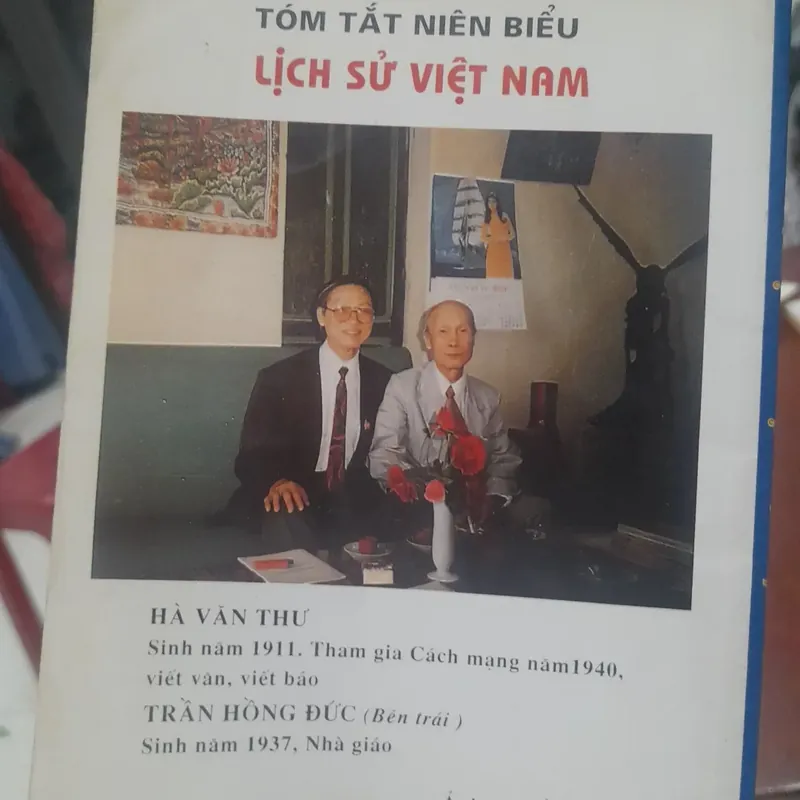 TÓM TẮT NIÊN BIỂU
LỊCH SỬ VIỆT NAM
HÀ VĂN THƯ
Sinh năm 1911. Tham gia Cách mạng năm1940,
viết văn, viết báo
TRẦN HỒNG ĐỨC (Bên trái )
Sinh năm 1937, Nhà giáo